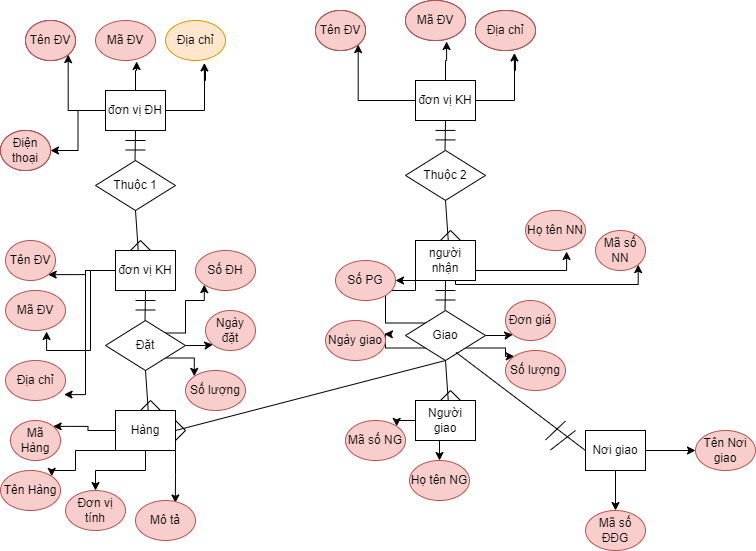 Tên ĐV
Mã ĐV
Địa chỉ
đơn vị ĐH
Điện
thoại
Thuộc 1
Tên ĐV
đơn vị KH
Mã ĐV
Số ĐH
Ngày
đặt
Đặt
Địa chỉ
Số lượng
Mã
Hàng
Hàng
Tên Hàng
Đơn vị
tính
Mô tả
Tên ĐV
Mã ĐV
Địa chỉ
đơn vị KH
Thuộc 2
Họ tên NN
Mã số
NN
người
nhận
Số PG
Đơn giá
Ngày giao
Giao
Số lượng
Người
giao
Mã số NG
Họ tên NG
Nơi giao
Tên Nơi
giao
Mã số
ĐĐG